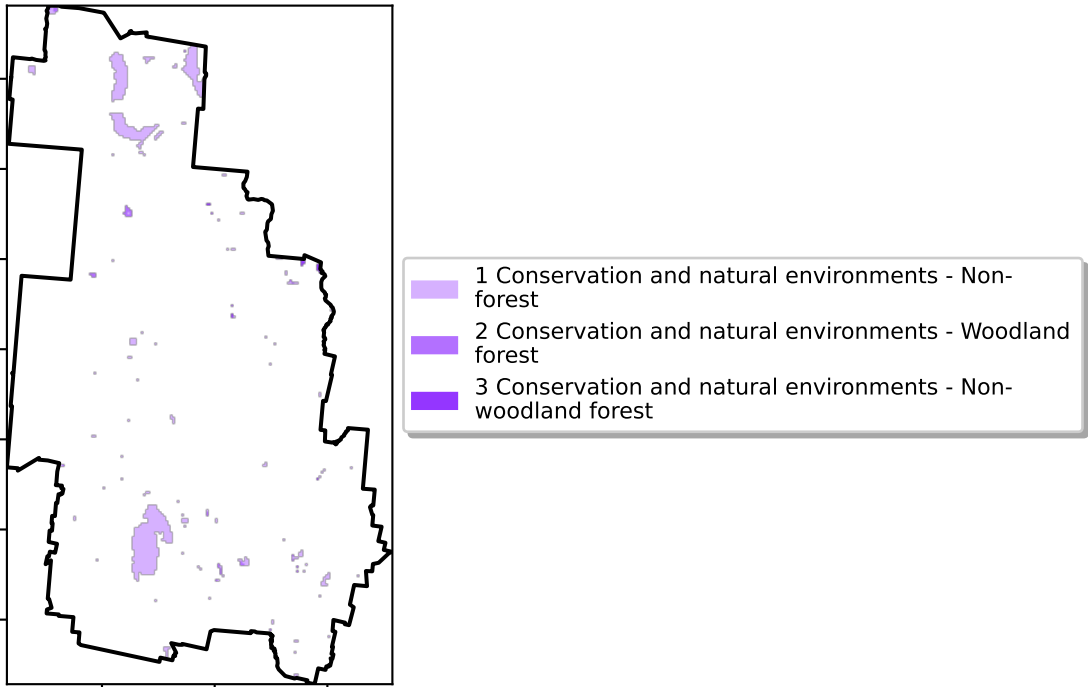 1 Conservation and natural environments - Non-
forest
2 Conservation and natural environments - Woodland
forest
3 Conservation and natural environments - Non-
woodland forest